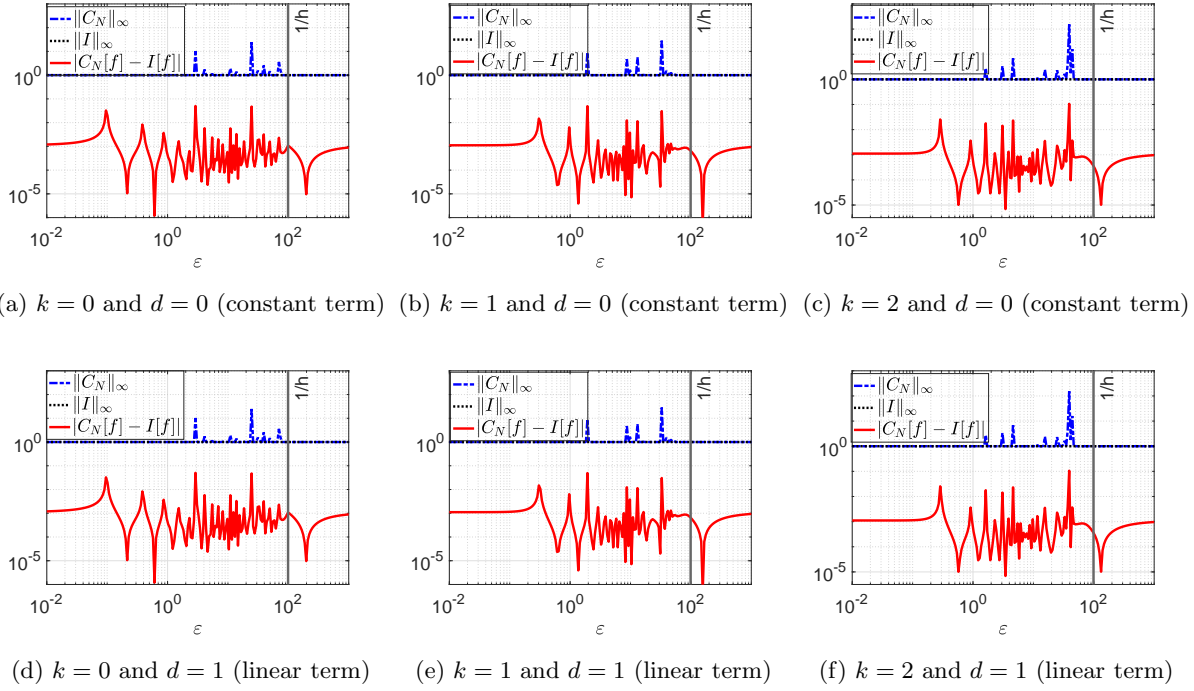 ‖C_N‖_∞
‖I‖_∞
|C_N[f] − I[f]|
1/h
10^0
10^-5
10^-2 10^0 10^2
ε
‖C_N‖_∞
‖I‖_∞
|C_N[f] − I[f]|
1/h
10^0
10^-5
10^-2 10^0 10^2
ε
‖C_N‖_∞
‖I‖_∞
|C_N[f] − I[f]|
1/h
10^0
10^-5
10^-2 10^0 10^2
ε
a) k = 0 and d = 0 (constant term) (b) k = 1 and d = 0 (constant term) (c) k = 2 and d = 0 (constant term)
‖C_N‖_∞
‖I‖_∞
|C_N[f] − I[f]|
1/h
10^0
10^-5
10^-2 10^0 10^2
ε
‖C_N‖_∞
‖I‖_∞
|C_N[f] − I[f]|
1/h
10^0
10^-5
10^-2 10^0 10^2
ε
‖C_N‖_∞
‖I‖_∞
|C_N[f] − I[f]|
1/h
10^0
10^-5
10^-2 10^0 10^2
ε
(d) k = 0 and d = 1 (linear term) (e) k = 1 and d = 1 (linear term) (f) k = 2 and d = 1 (linear term)